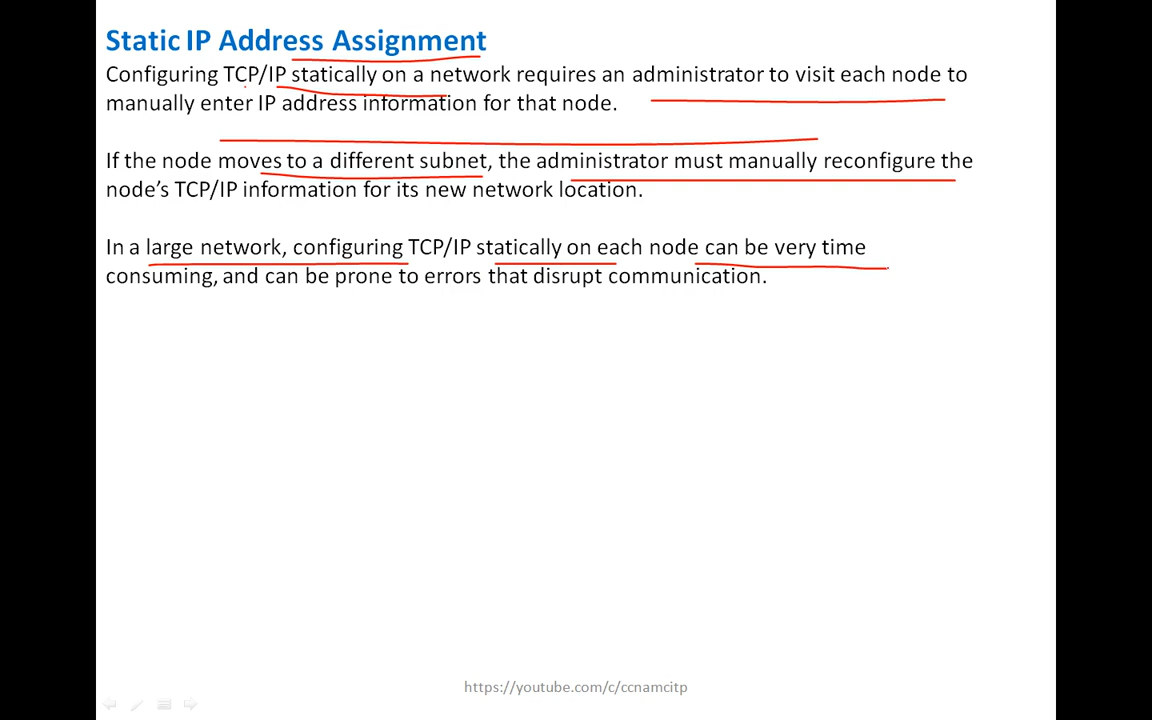 Static IP Address Assignment
Configuring TCP/IP statically on a network requires an administrator to visit each node to
manually enter IP address information for that node.
If the node moves to a different subnet, the administrator must manually reconfigure the
node’s TCP/IP information for its new network location.
In a large network, configuring TCP/IP statically on each node can be very time
consuming, and can be prone to errors that disrupt communication.
https://youtube.com/c/ccnamcitp